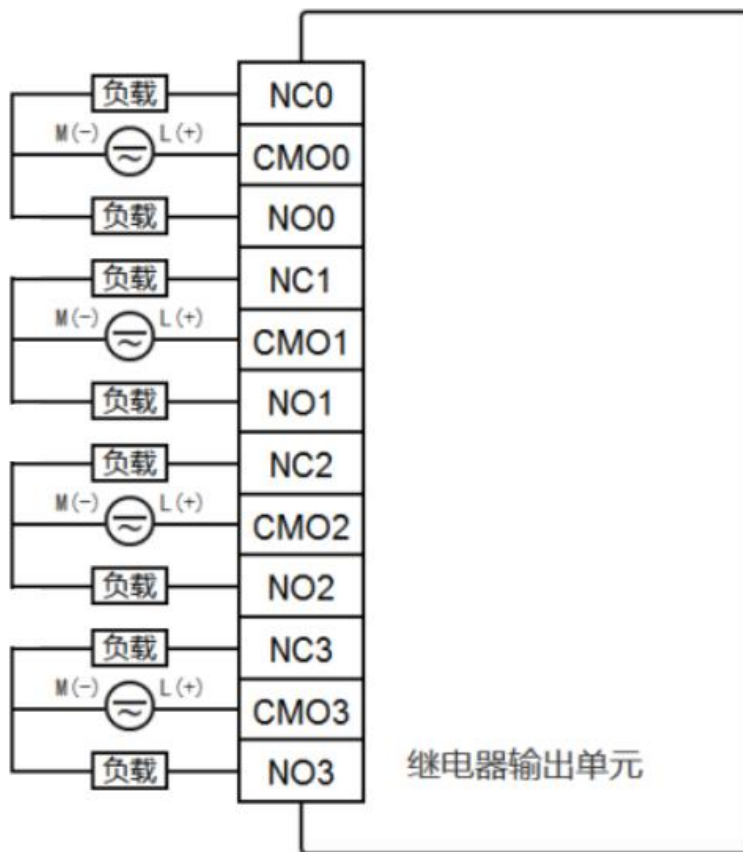 负载 NC0
M(-) L(+) CMO0
负载 NO0
负载 NC1
M(-) L(+) CMO1
负载 NO1
负载 NC2
M(-) L(+) CMO2
负载 NO2
负载 NC3
M(-) L(+) CMO3
负载 NO3
继电器输出单元